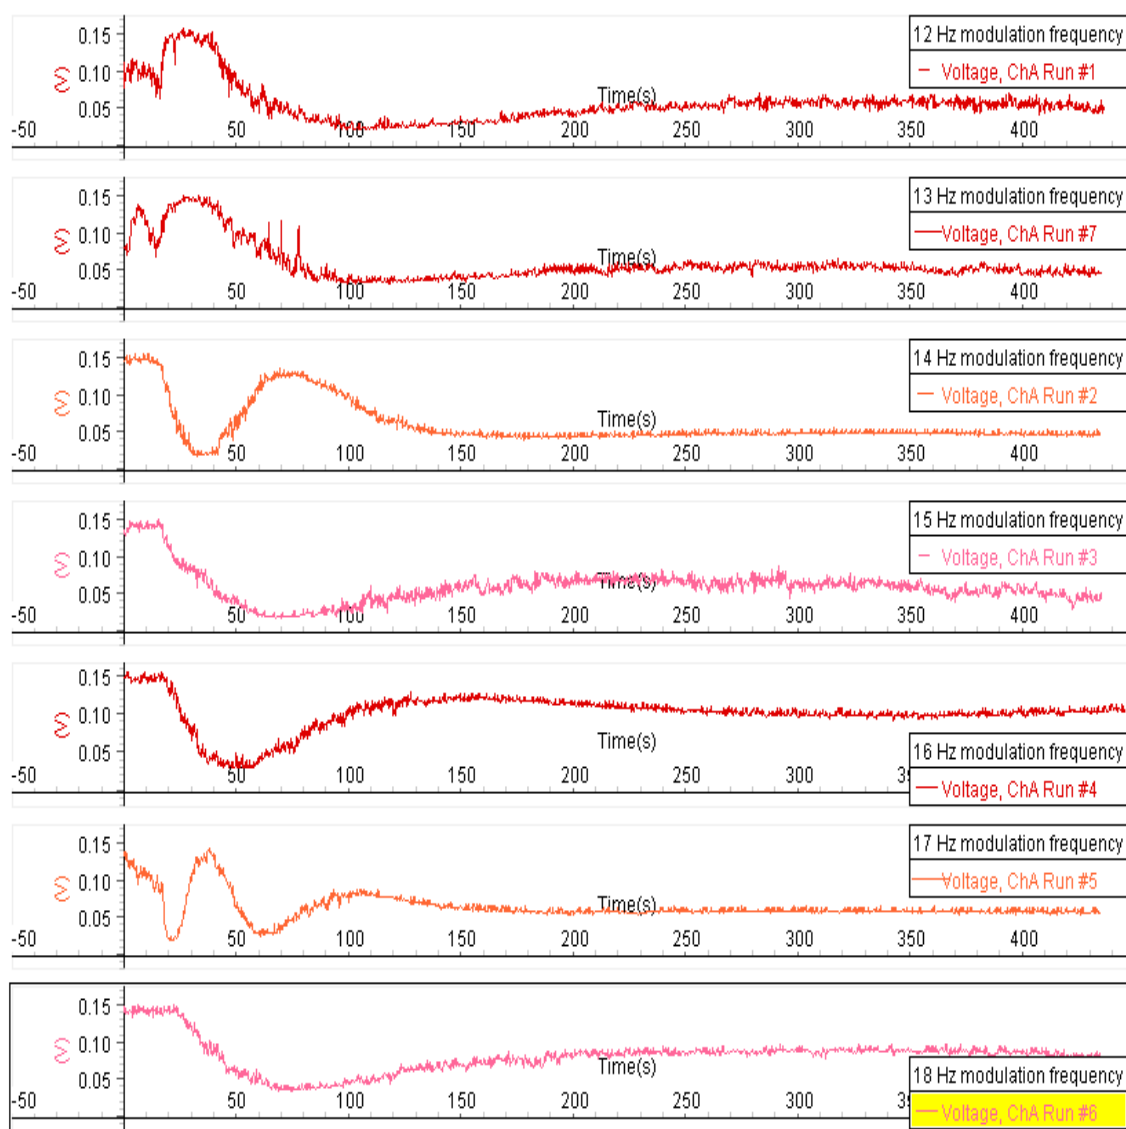 0.15
12 Hz modulation frequency
(V)
0.10
Voltage, ChA Run #1
0.05
Time(s)
-50 50 100 150 200 250 300 350 400
0.15
13 Hz modulation frequency
(V)
0.10
Voltage, ChA Run #7
0.05
Time(s)
-50 50 100 150 200 250 300 350 400
0.15
14 Hz modulation frequency
(V)
0.10
Voltage, ChA Run #2
0.05
Time(s)
-50 50 100 150 200 250 300 350 400
0.15
15 Hz modulation frequency
(V)
0.10
Voltage, ChA Run #3
0.05
Time(s)
-50 50 100 150 200 250 300 350 400
0.15
(V)
0.10
0.05
Time(s)
16 Hz modulation frequency
-50 50 100 150 200 250 300
Voltage, ChA Run #4
0.15
17 Hz modulation frequency
(V)
0.10
Voltage, ChA Run #5
0.05
Time(s)
-50 50 100 150 200 250 300 350 400
0.15
(V)
0.10
0.05
Time(s)
18 Hz modulation frequency
-50 50 100 150 200 250 300
Voltage, ChA Run #6